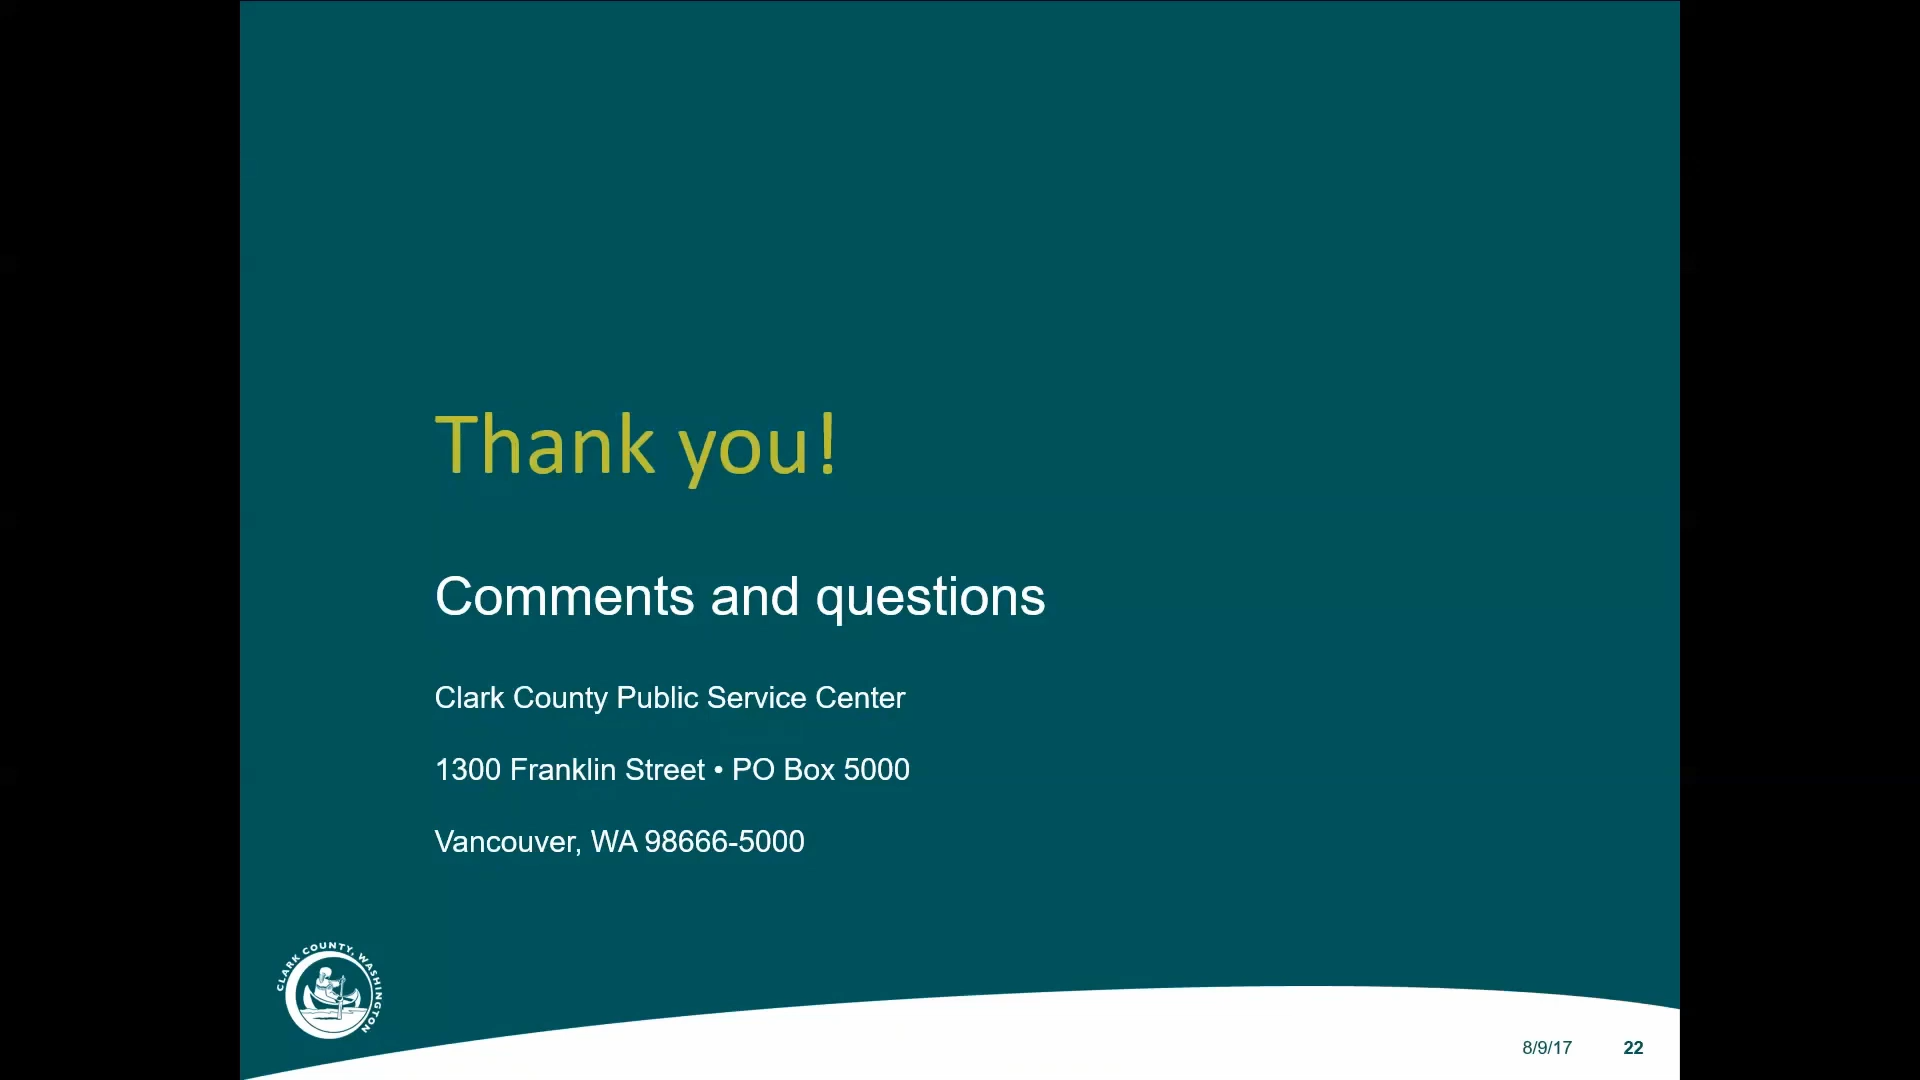 Thank you!
Comments and questions
Clark County Public Service Center
1300 Franklin Street • PO Box 5000
Vancouver, WA 98666-5000
CLARK COUNTY, WASHINGTON
8/9/17 22